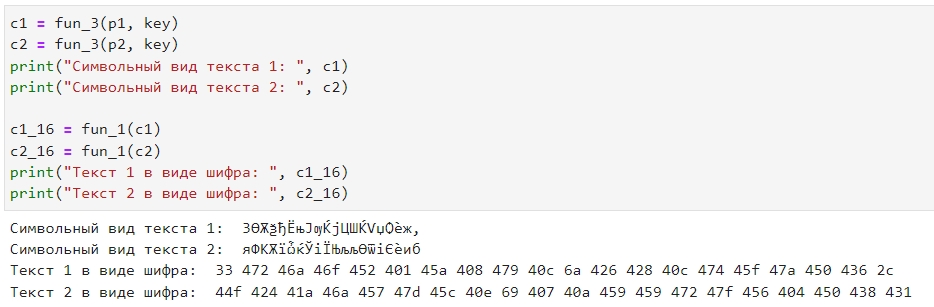 c1 = fun_3(p1, key)
c2 = fun_3(p2, key)
print("Символьный вид текста 1: ", c1)
print("Символьный вид текста 2: ", c2)
c1_16 = fun_1(c1)
c2_16 = fun_1(c2)
print("Текст 1 в виде шифра: ", c1_16)
print("Текст 2 в виде шифра: ", c2_16)
Символьный вид текста 1:  3ѲѪѯђЁњЈѹЌjЦШЌѴџѺѐж,
Символьный вид текста 2:  яФКѪїѽќЎiЇЊљљѲѿіЄѐиб
Текст 1 в виде шифра:  33 472 46a 46f 452 401 45a 408 479 40c 6a 426 428 40c 474 45f 47a 450 436 2c
Текст 2 в виде шифра:  44f 424 41a 46a 457 47d 45c 40e 69 407 40a 459 459 472 47f 456 404 450 438 431